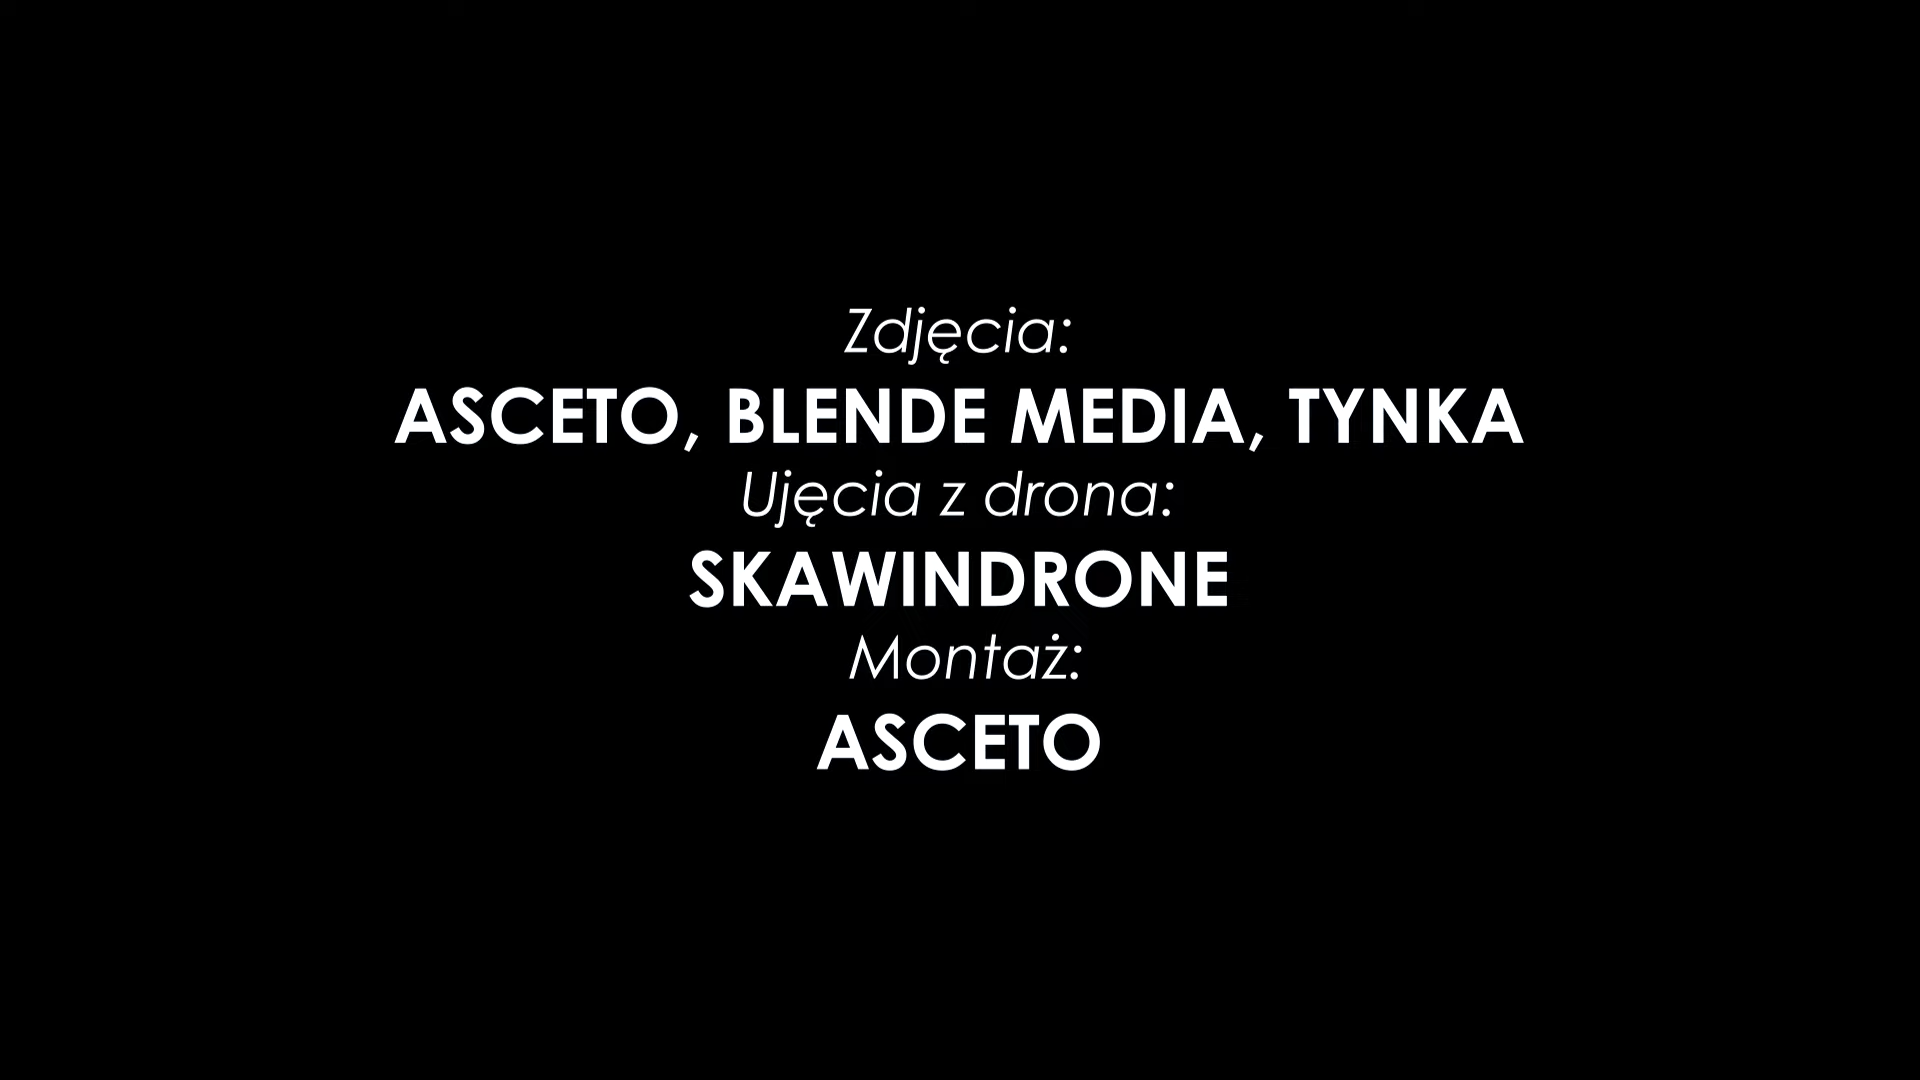 Zdjęcia:
ASCETO, BLENDE MEDIA, TYNKA
Ujęcia z drona:
SKAWINDRONE
Montaż:
ASCETO